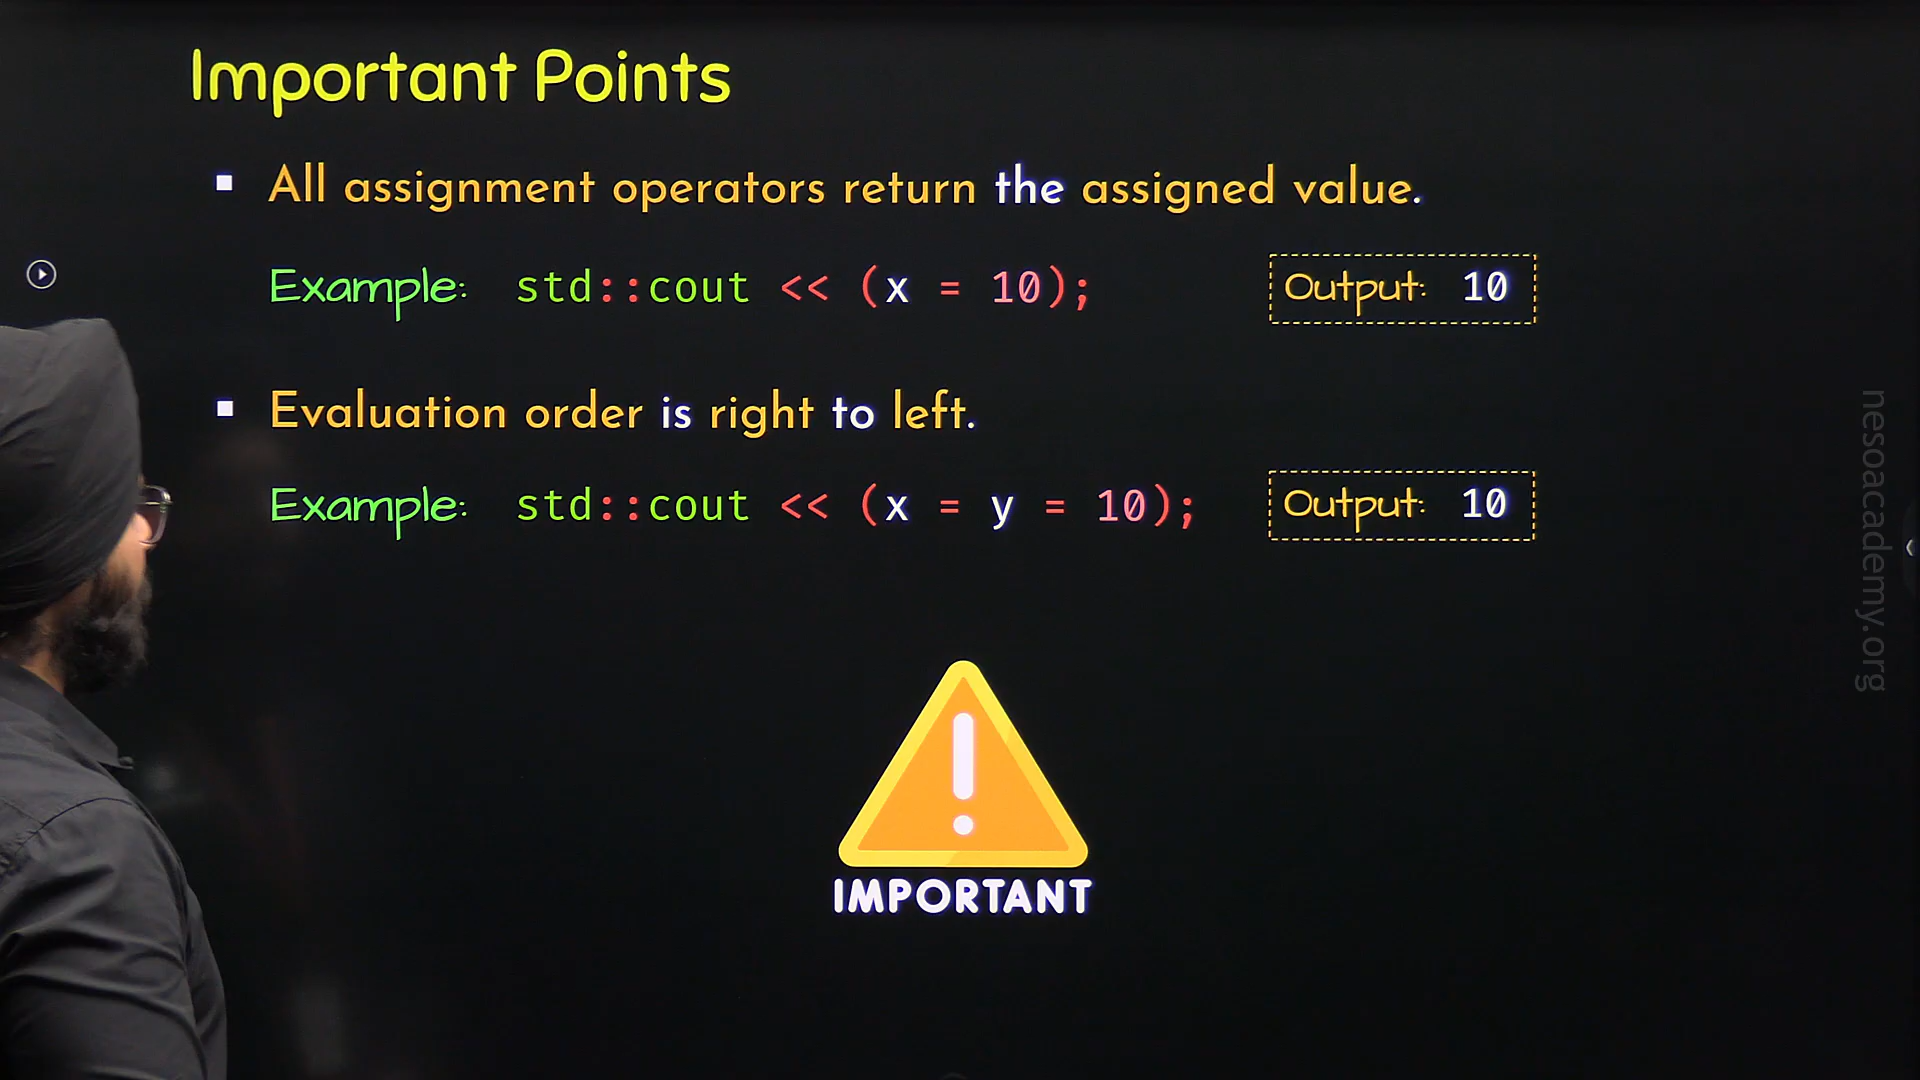 Important Points
▪ All assignment operators return the assigned value.
Example: std::cout << (x = 10);
Output: 10
▪ Evaluation order is right to left.
Example: std::cout << (x = y = 10);
Output: 10
IMPORTANT
nesoacademy.org